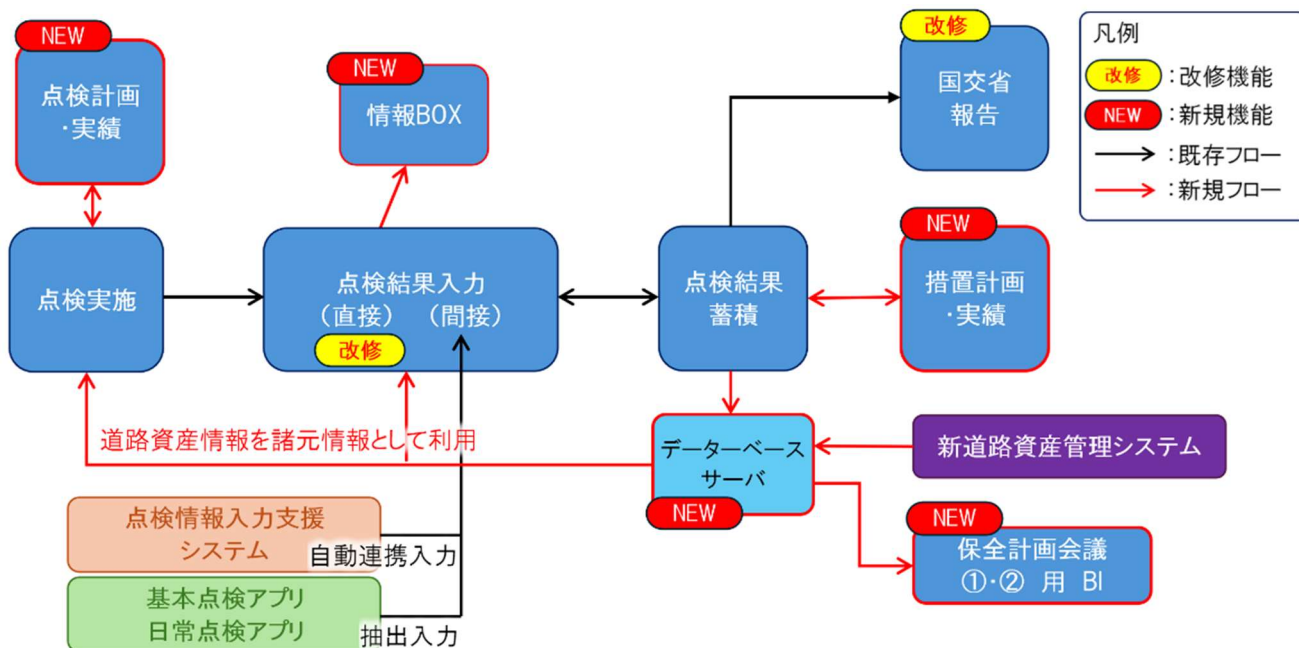 NEW
点検計画
・実績
NEW
情報BOX
改修
国交省
報告
凡例
改修:改修機能
NEW:新規機能
:既存フロー
:新規フロー
点検実施
点検結果入力
(直接) (間接)
改修
点検結果
蓄積
NEW
措置計画
・実績
道路資産情報を諸元情報として利用
データーベース
サーバ
NEW
新道路資産管理システム
点検情報入力支援
システム
自動連携入力
基本点検アプリ
日常点検アプリ
抽出入力
NEW
保全計画会議
①・② 用 BI